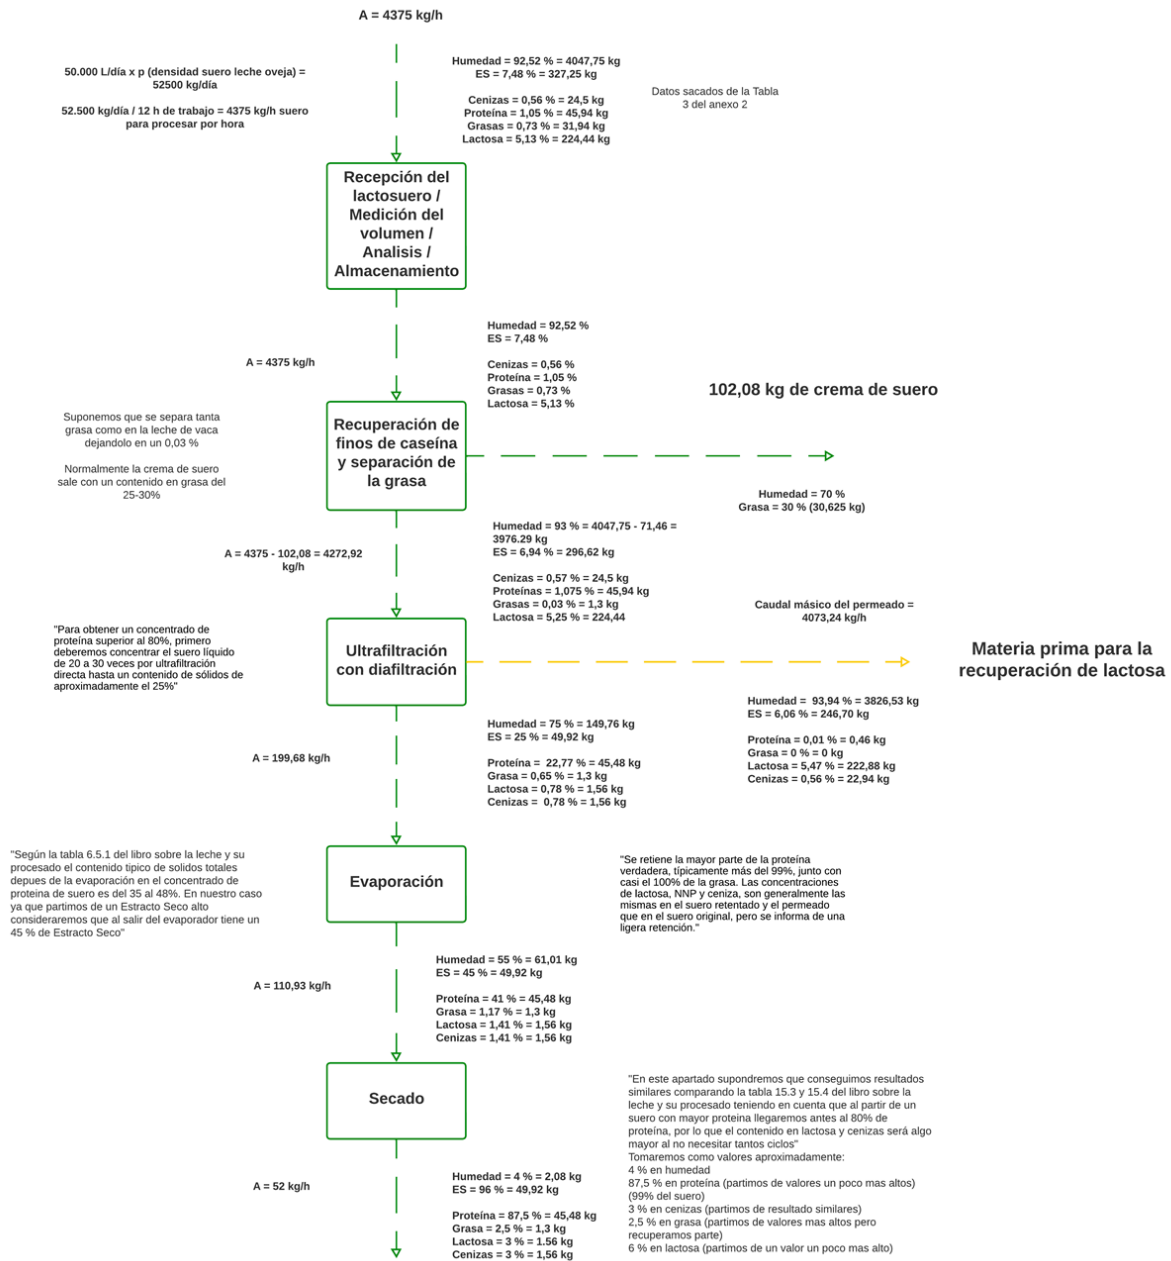 A = 4375 kg/h
50.000 L/día x p (densidad suero leche oveja) =
52500 kg/día
52.500 kg/día / 12 h de trabajo = 4375 kg/h suero
para procesar por hora
Humedad = 92,52 % = 4047,75 kg
ES = 7,48 % = 327,25 kg
Cenizas = 0,56 % = 24,5 kg
Proteína = 1,05 % = 45,94 kg
Grasas = 0,73 % = 31,94 kg
Lactosa = 5,13 % = 224,44 kg
Datos sacados de la Tabla
3 del anexo 2
Recepción del
lactosuero /
Medición del
volumen /
Analisis /
Almacenamiento
A = 4375 kg/h
Humedad = 92,52 %
ES = 7,48 %
Cenizas = 0,56 %
Proteína = 1,05 %
Grasas = 0,73 %
Lactosa = 5,13 %
102,08 kg de crema de suero
Suponemos que se separa tanta
grasa como en la leche de vaca
dejandolo en un 0,03 %
Normalmente la crema de suero
sale con un contenido en grasa del
25-30%
Recuperación de
finos de caseína
y separación de
la grasa
Humedad = 70 %
Grasa = 30 % (30,625 kg)
A = 4375 - 102,08 = 4272,92
kg/h
Humedad = 93 % = 4047,75 - 71,46 =
3976.29 kg
ES = 6,94 % = 296,62 kg
Cenizas = 0,57 % = 24,5 kg
Proteínas = 1,075 % = 45,94 kg
Grasas = 0,03 % = 1,3 kg
Lactosa = 5,25 % = 224,44
Caudal másico del permeado =
4073,24 kg/h
"Para obtener un concentrado de
proteína superior al 80%, primero
deberemos concentrar el suero líquido
de 20 a 30 veces por ultrafiltración
directa hasta un contenido de sólidos de
aproximadamente el 25%"
Ultrafiltración
con diafiltración
Materia prima para la
recuperación de lactosa
Humedad =  93,94 % = 3826,53 kg
ES = 6,06 % = 246,70 kg
Proteína = 0,01 % = 0,46 kg
Grasa = 0 % = 0 kg
Lactosa = 5,47 % = 222,88 kg
Cenizas = 0,56 % = 22,94 kg
A = 199,68 kg/h
Humedad = 75 % = 149,76 kg
ES = 25 % = 49,92 kg
Proteína =  22,77 % = 45,48 kg
Grasa = 0,65 % = 1,3 kg
Lactosa = 0,78 % = 1,56 kg
Cenizas =  0,78 % = 1,56 kg
"Según la tabla 6.5.1 del libro sobre la leche y su
procesado el contenido tipico de solidos totales
depues de la evaporación en el concentrado de
proteina de suero es del 35 al 48%. En nuestro caso
ya que partimos de un Estracto Seco alto
consideraremos que al salir del evaporador tiene un
45 % de Estracto Seco"
Evaporación
"Se retiene la mayor parte de la proteína
verdadera, típicamente más del 99%, junto con
casi el 100% de la grasa. Las concentraciones
de lactosa, NNP y ceniza, son generalmente las
mismas en el suero retentado y el permeado
que en el suero original, pero se informa de una
ligera retención."
A = 110,93 kg/h
Humedad = 55 % = 61,01 kg
ES = 45 % = 49,92 kg
Proteína = 41 % = 45,48 kg
Grasa = 1,17 % = 1,3 kg
Lactosa = 1,41 % = 1,56 kg
Cenizas = 1,41 % = 1,56 kg
Secado
"En este apartado supondremos que conseguimos resultados
similares comparando la tabla 15.3 y 15.4 del libro sobre la
leche y su procesado teniendo en cuenta que al partir de un
suero con mayor proteina llegaremos antes al 80% de
proteína, por lo que el contenido en lactosa y cenizas será algo
mayor al no necesitar tantos ciclos"
Tomaremos como valores aproximadamente:
4 % en humedad
87,5 % en proteína (partimos de valores un poco mas altos)
(99% del suero)
3 % en cenizas (partimos de resultado similares)
2,5 % en grasa (partimos de valores mas altos pero
recuperamos parte)
6 % en lactosa (partimos de un valor un poco mas alto)
A = 52 kg/h
Humedad = 4 % = 2,08 kg
ES = 96 % = 49,92 kg
Proteína = 87,5 % = 45,48 kg
Grasa = 2,5 % = 1,3 kg
Lactosa = 3 % = 1.56 kg
Cenizas = 3 % = 1,56 kg